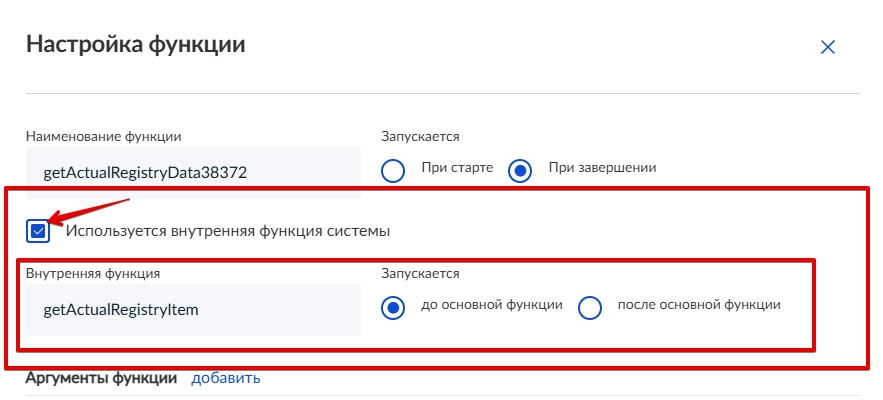 Настройка функции
Наименование функции Запускается
getActualRegistryData38372 При старте При завершении
Используется внутренняя функция системы
Внутренняя функция Запускается
getActualRegistryItem до основной функции после основной функции
Аргументы функции добавить